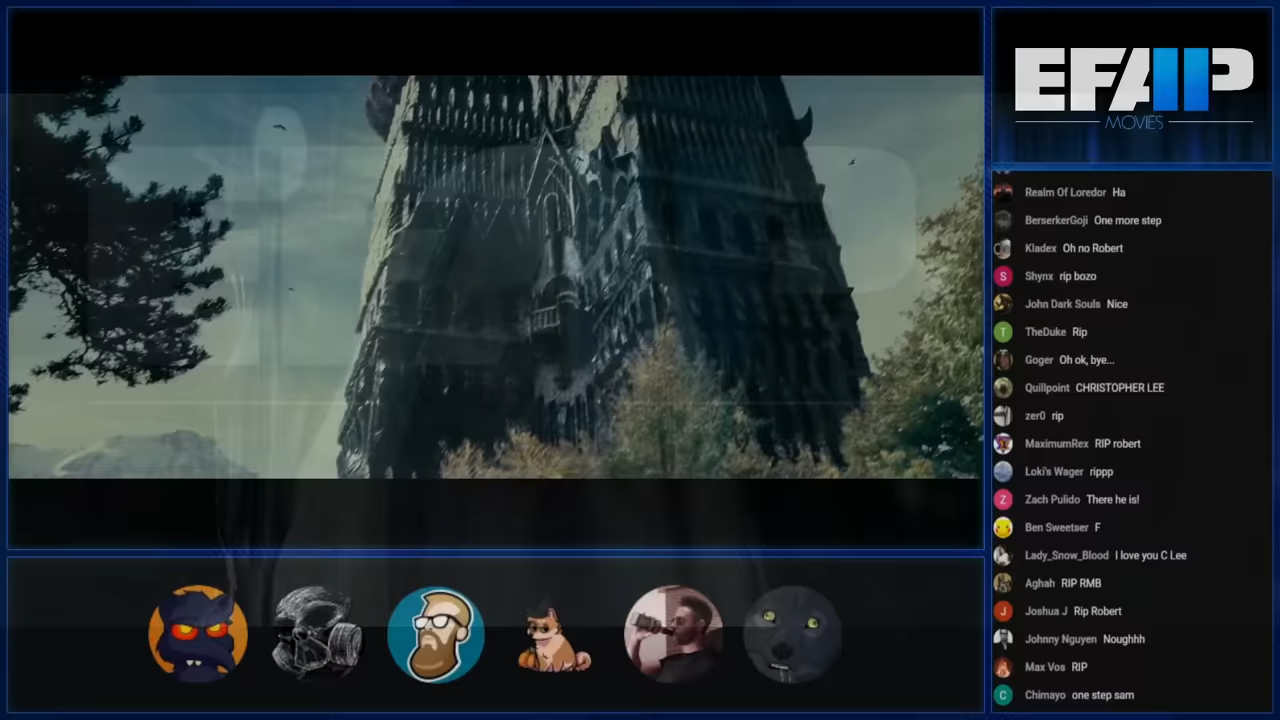 EFAP
MOVIES
Realm Of Loredor Ha
BerserkerGoji One more step
Kladex Oh no Robert
S
Shynx rip bozo
John Dark Souls Nice
T
TheDuke Rip
Goger Oh ok, bye...
Quillpoint CHRISTOPHER LEE
zer0 rip
MaximumRex RIP robert
Loki's Wager rippp
Z
Zach Pulido There he is!
Ben Sweetser F
Lady_Snow_Blood I love you C Lee
Aghah RIP RMB
J
Joshua J Rip Robert
Johnny Nguyen Noughhh
Max Vos RIP
C
Chimayo one step sam